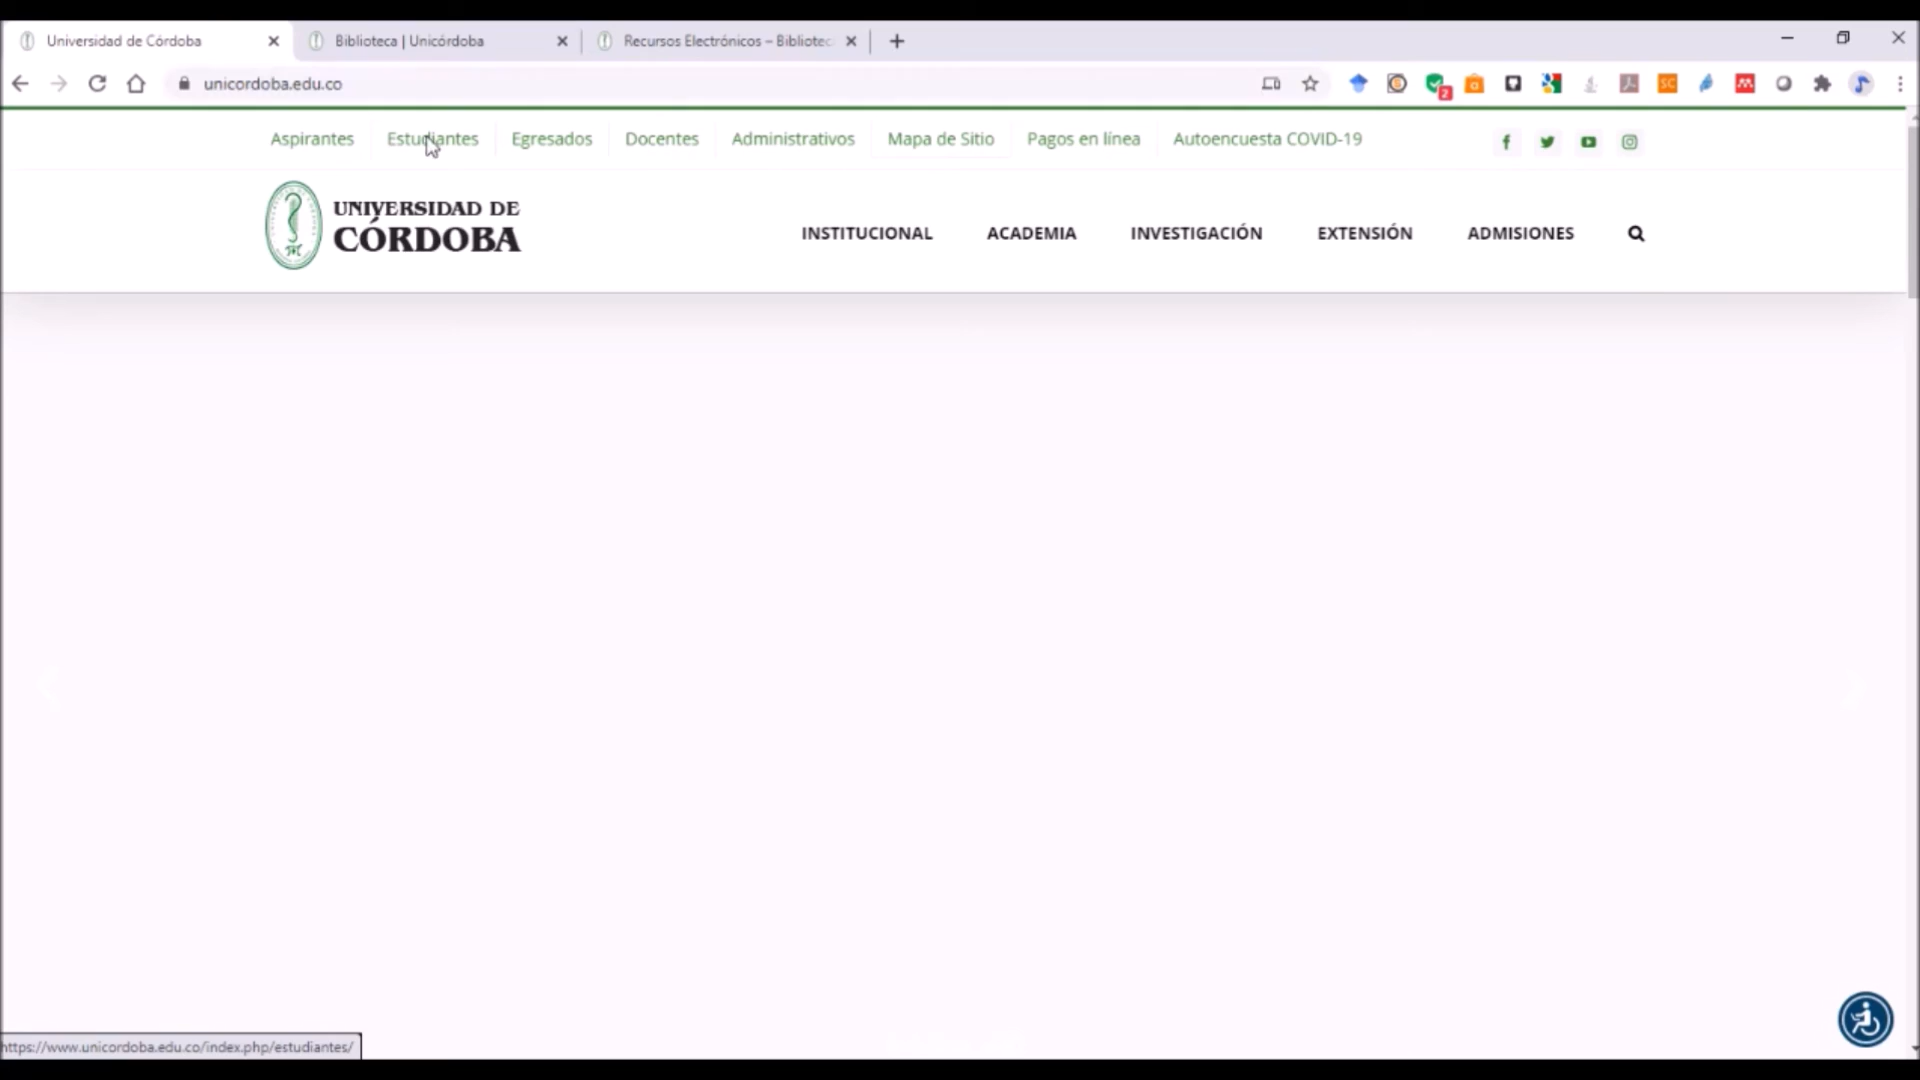 Universidad de Córdoba
Biblioteca | Unicórdoba
Recursos Electrónicos – Bibliotec
unicordoba.edu.co
2
SC
Aspirantes
Estudiantes
Egresados
Docentes
Administrativos
Mapa de Sitio
Pagos en línea
Autoencuesta COVID-19
UNIVERSIDAD DE
CÓRDOBA
INSTITUCIONAL
ACADEMIA
INVESTIGACIÓN
EXTENSIÓN
ADMISIONES
https://www.unicordoba.edu.co/index.php/estudiantes/